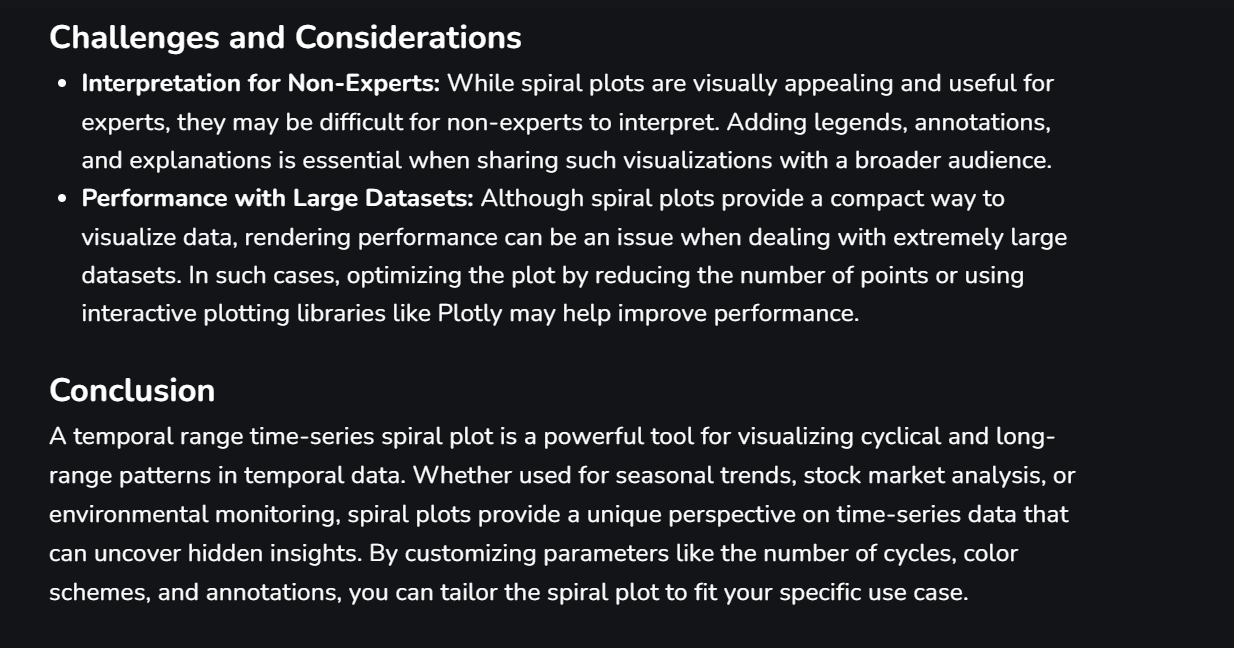 Challenges and Considerations
• Interpretation for Non-Experts: While spiral plots are visually appealing and useful for
experts, they may be difficult for non-experts to interpret. Adding legends, annotations,
and explanations is essential when sharing such visualizations with a broader audience.
• Performance with Large Datasets: Although spiral plots provide a compact way to
visualize data, rendering performance can be an issue when dealing with extremely large
datasets. In such cases, optimizing the plot by reducing the number of points or using
interactive plotting libraries like Plotly may help improve performance.
Conclusion
A temporal range time-series spiral plot is a powerful tool for visualizing cyclical and long-
range patterns in temporal data. Whether used for seasonal trends, stock market analysis, or
environmental monitoring, spiral plots provide a unique perspective on time-series data that
can uncover hidden insights. By customizing parameters like the number of cycles, color
schemes, and annotations, you can tailor the spiral plot to fit your specific use case.